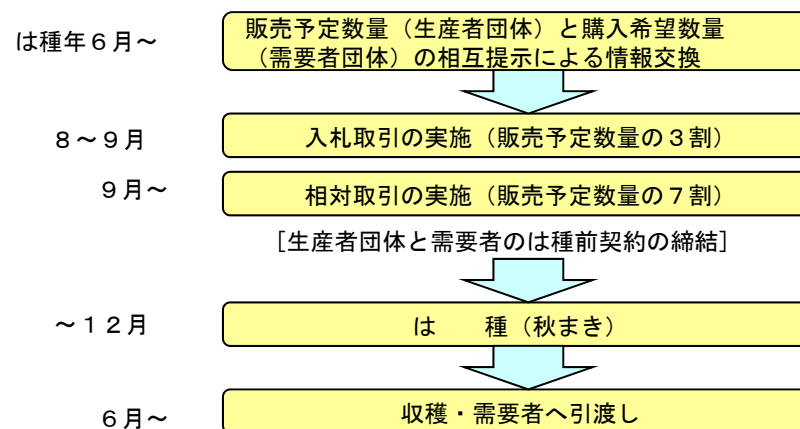 は種年６月～
販売予定数量（生産者団体）と購入希望数量
（需要者団体）の相互提示による情報交換
８～９月
入札取引の実施（販売予定数量の３割）
９月～
相対取引の実施（販売予定数量の７割）
［生産者団体と需要者のは種前契約の締結］
～１２月
は　　種（秋まき）
６月～
収穫・需要者へ引渡し